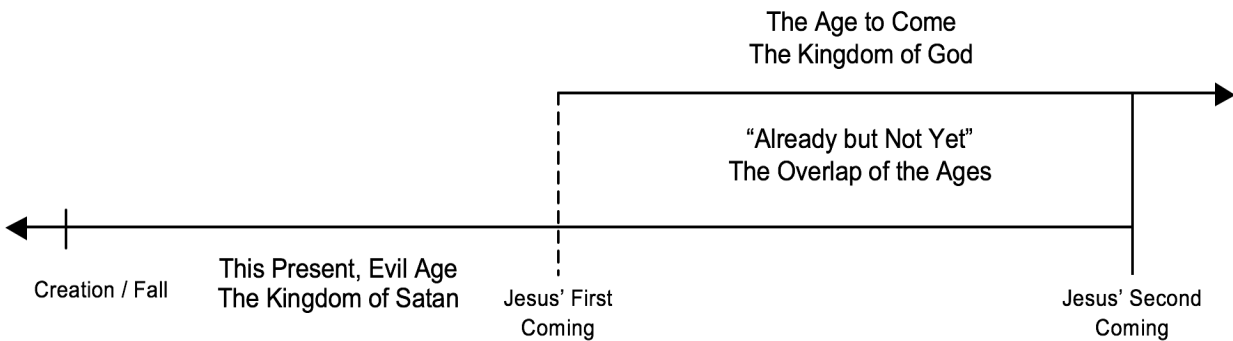 The Age to Come
The Kingdom of God
“Already but Not Yet”
The Overlap of the Ages
This Present, Evil Age
The Kingdom of Satan
Creation / Fall
Jesus’ First
Coming
Jesus’ Second
Coming